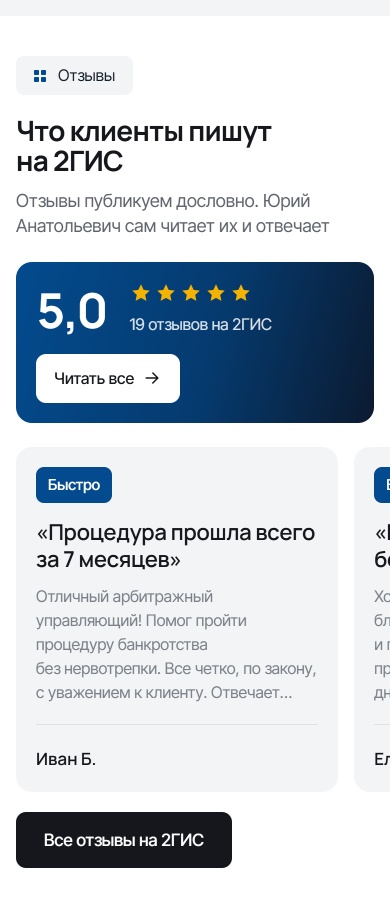 Отзывы
Что клиенты пишут
на 2ГИС
Отзывы публикуем дословно. Юрий
Анатольевич сам читает их и отвечает
5,0
19 отзывов на 2ГИС
Читать все
Быстро
«Процедура прошла всего
за 7 месяцев»
Отличный арбитражный
управляющий! Помог пройти
процедуру банкротства
без нервотрепки. Все четко, по закону,
с уважением к клиенту. Отвечает...
Иван Б.
Все отзывы на 2ГИС